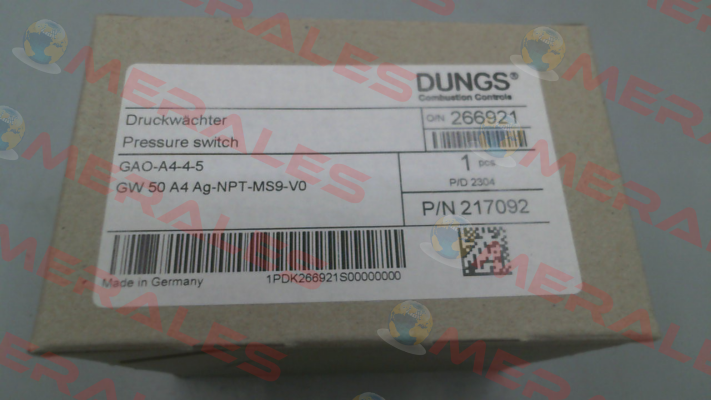 DUNGS®
Combustion Controls
Druckwächter
Pressure switch
O/N 266921
GAO-A4-4-5
GW 50 A4 Ag-NPT-MS9-V0
1 pcs.
P/D 2304
P/N 217092
1PDK266921S00000000
Made in Germany
MERALES
MERALES
MERALES
MERALES
MERALES